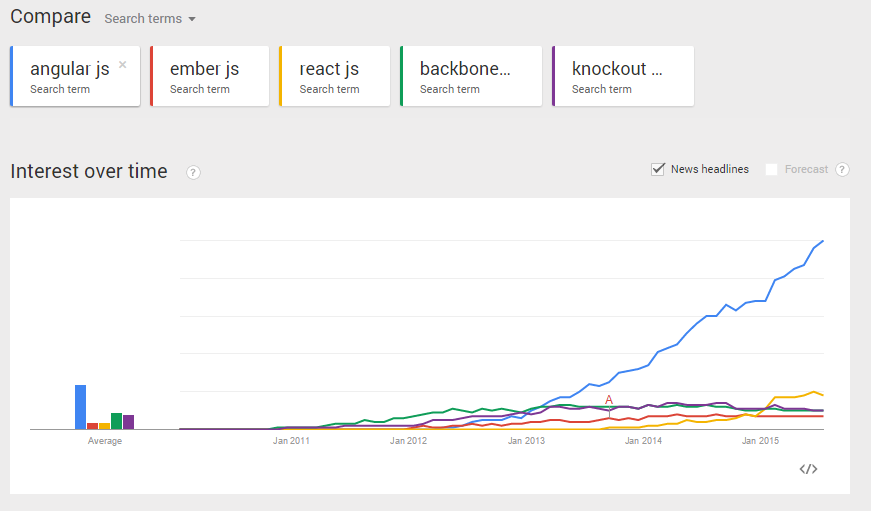 Compare Search terms
angular js × ember js react js backbone... knockout ...
Search term Search term Search term Search term Search term
Interest over time ? News headlines Forecast ?
A
Average Jan 2011 Jan 2012 Jan 2013 Jan 2014 Jan 2015
</>